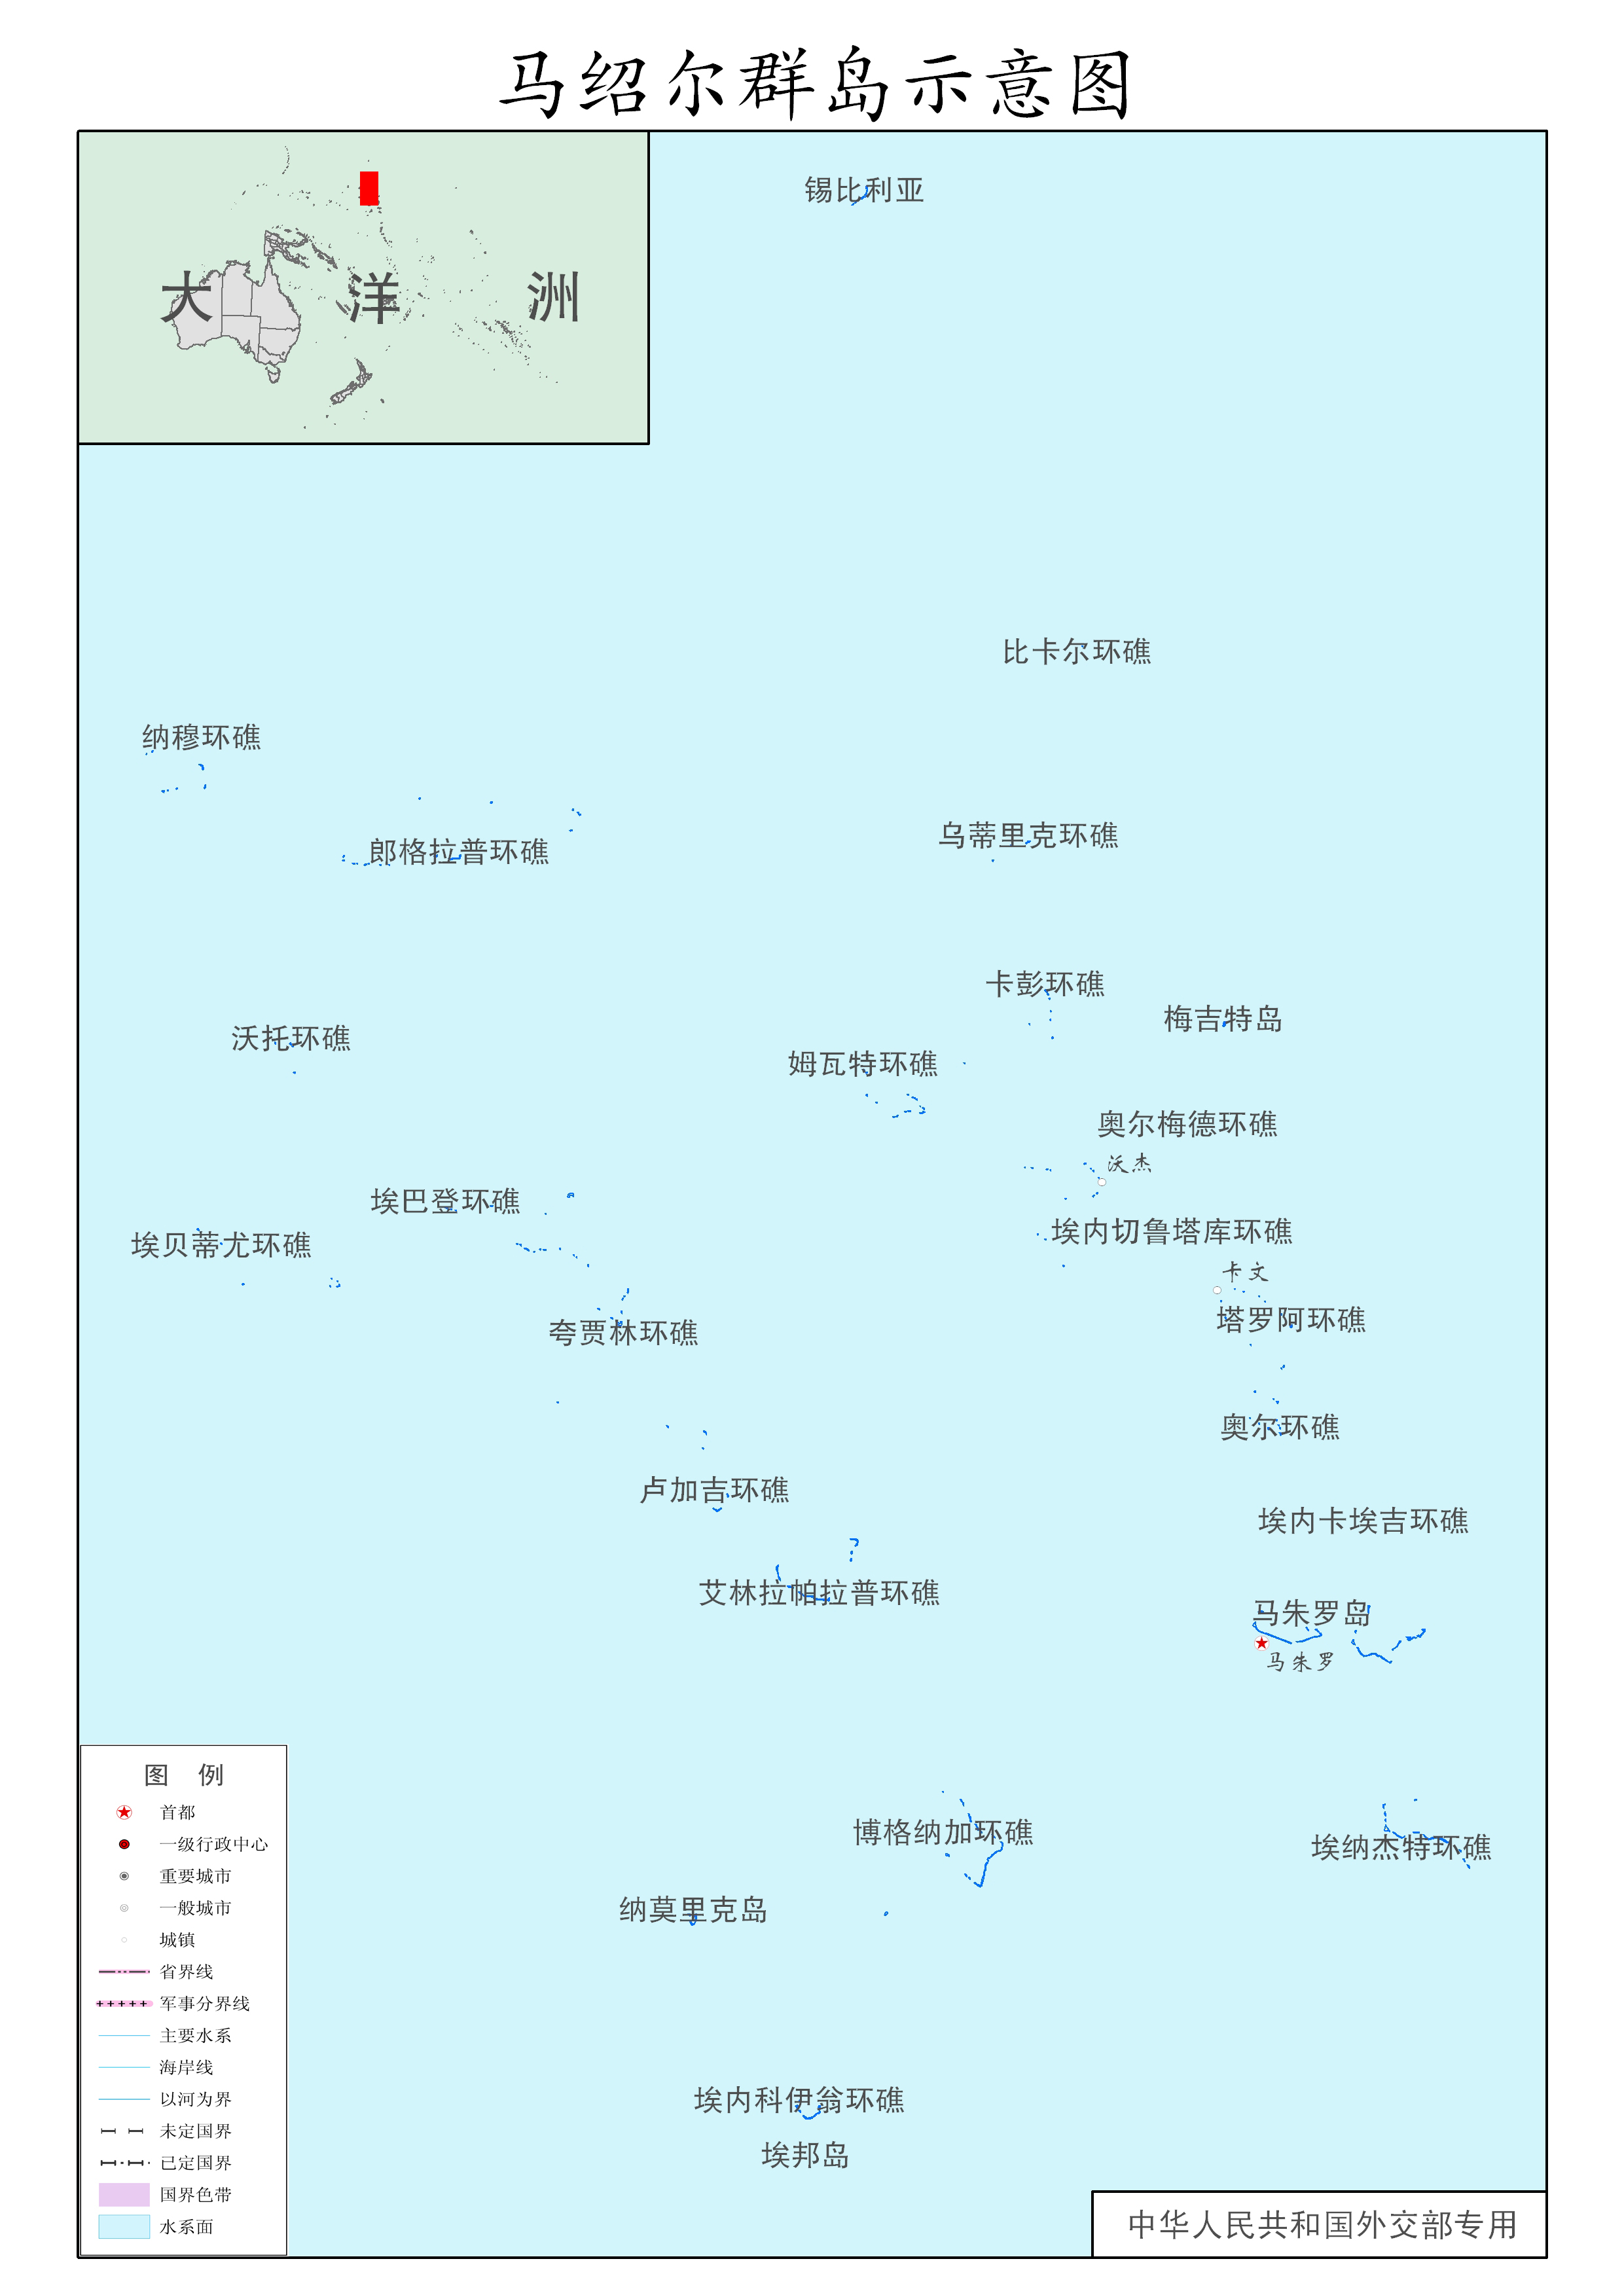 马绍尔群岛示意图
大 洋 洲
锡比利亚
比卡尔环礁
纳穆环礁
乌蒂里克环礁
郎格拉普环礁
卡彭环礁
梅吉特岛
沃托环礁
姆瓦特环礁
奥尔梅德环礁
沃杰
埃巴登环礁
埃内切鲁塔库环礁
埃贝蒂尤环礁
卡文
塔罗阿环礁
夸贾林环礁
奥尔环礁
卢加吉环礁
埃内卡埃吉环礁
艾林拉帕拉普环礁
马朱罗岛
马朱罗
博格纳加环礁
埃纳杰特环礁
纳莫里克岛
埃内科伊翁环礁
埃邦岛
图 例
首都
一级行政中心
重要城市
一般城市
城镇
省界线
军事分界线
主要水系
海岸线
以河为界
未定国界
已定国界
国界色带
水系面
中华人民共和国外交部专用